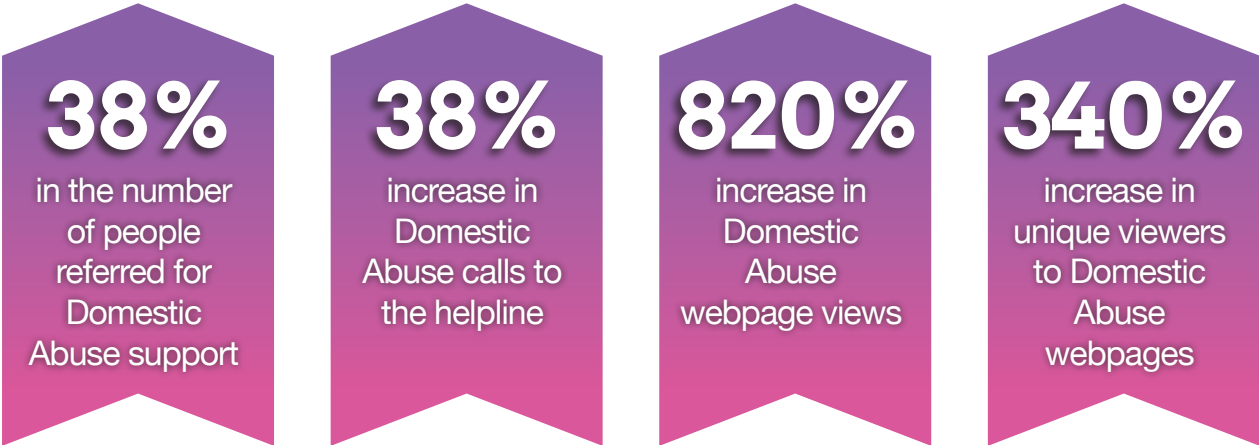 38%
in the number
of people
referred for
Domestic
Abuse support
38%
increase in
Domestic
Abuse calls to
the helpline
820%
increase in
Domestic
Abuse
webpage views
340%
increase in
unique viewers
to Domestic
Abuse
webpages